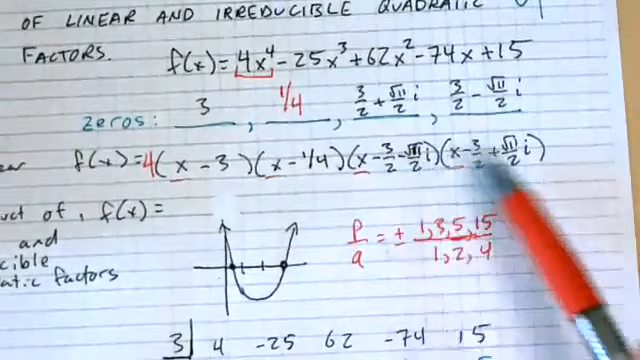 OF LINEAR AND IRREDUCIBLE QUADRATIC
FACTORS. f(x) = 4x⁴ - 25x³ + 62x² - 74x + 15
zeros: 3, 1/4, 3/2 + √11/2 i, 3/2 - √11/2 i
f(x) = 4(x - 3)(x - 1/4)(x - 3/2 - √11/2 i)(x - 3/2 + √11/2 i)
of, f(x) =
and
factors
P/q = ± 1,3,5,15/1,2,4
3| 4 -25 62 -74 15